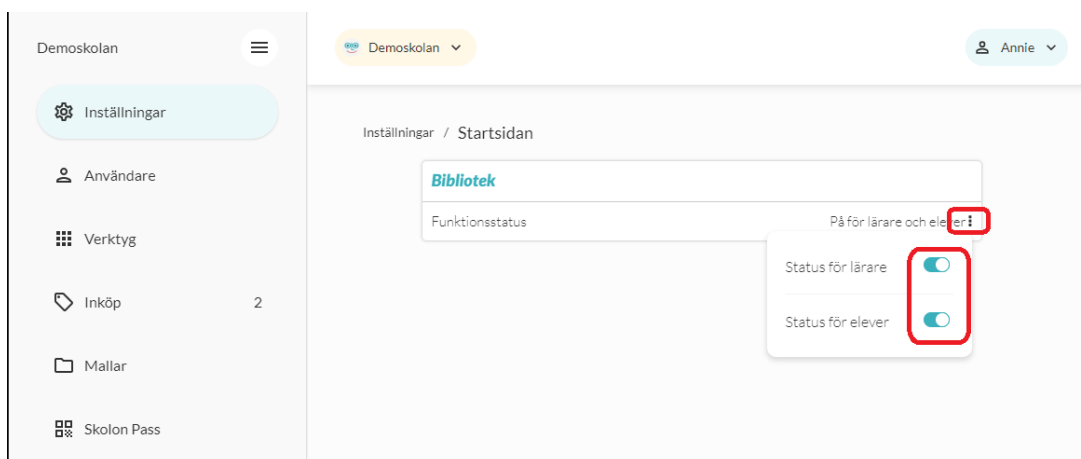 Demoskolan
Demoskolan
Annie
Inställningar
Användare
Verktyg
Inköp 2
Mallar
Skolon Pass
Inställningar / Startsidan
Bibliotek
Funktionsstatus På för lärare och elever
Status för lärare
Status för elever